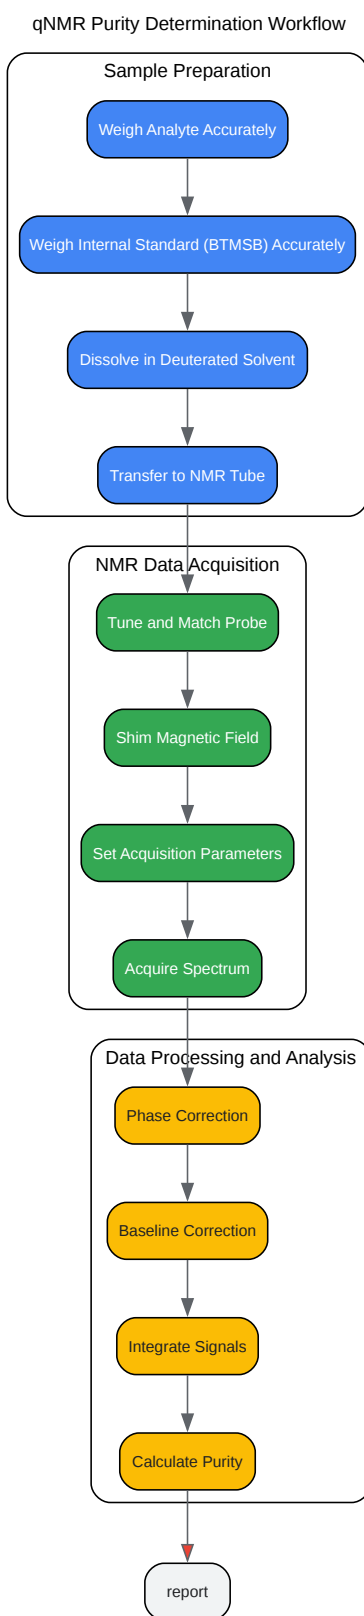 qNMR Purity Determination Workflow
Sample Preparation
Weigh Analyte Accurately
Weigh Internal Standard (BTMSB) Accurately
Dissolve in Deuterated Solvent
Transfer to NMR Tube
NMR Data Acquisition
Tune and Match Probe
Shim Magnetic Field
Set Acquisition Parameters
Acquire Spectrum
Data Processing and Analysis
Phase Correction
Baseline Correction
Integrate Signals
Calculate Purity
report